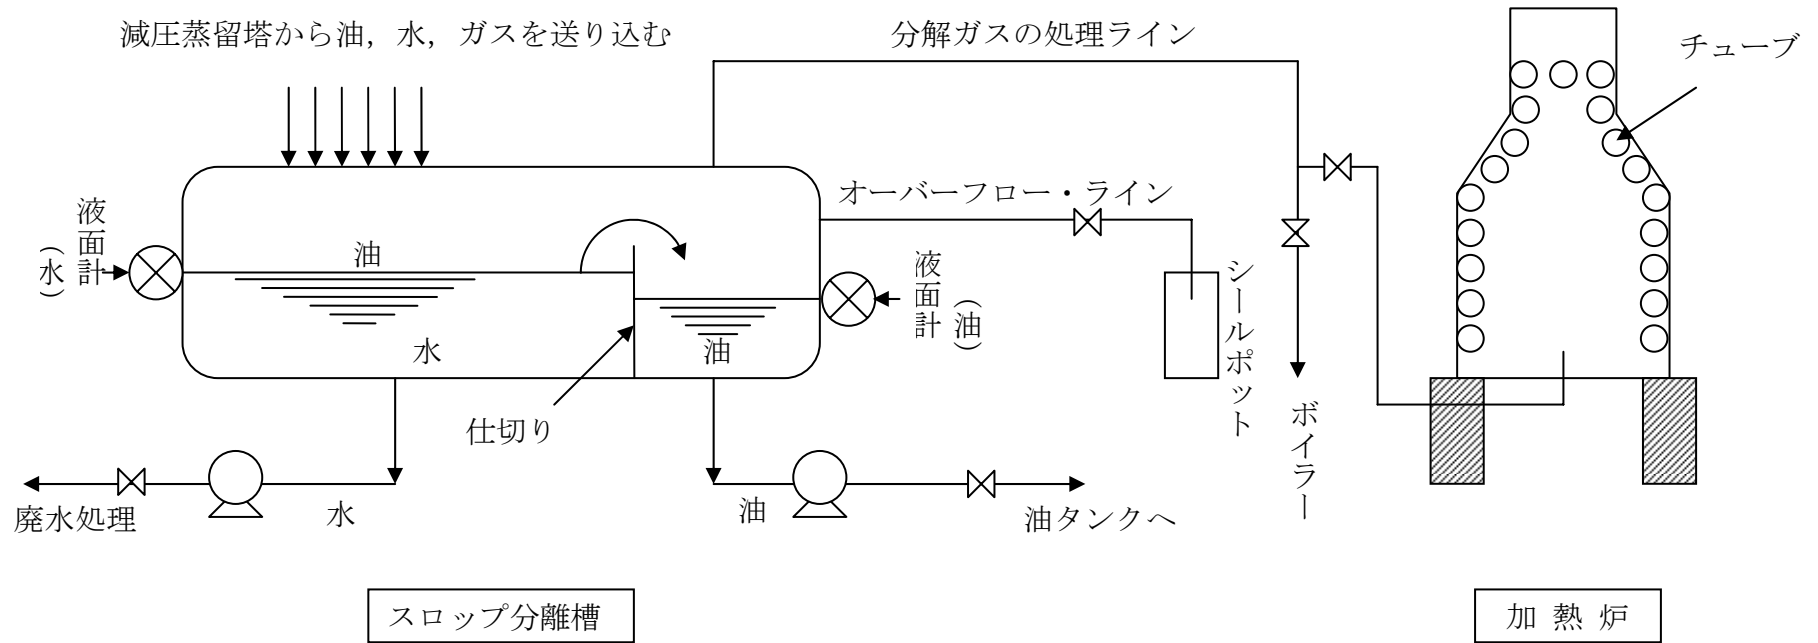 減圧蒸留塔から油，水，ガスを送り込む
分解ガスの処理ライン
チューブ
オーバーフロー・ライン
液面計
（水）
油
水
油
液面計
（油）
シールポット
仕切り
ボイラー
廃水処理
水
油
油タンクへ
スロップ分離槽
加 熱 炉